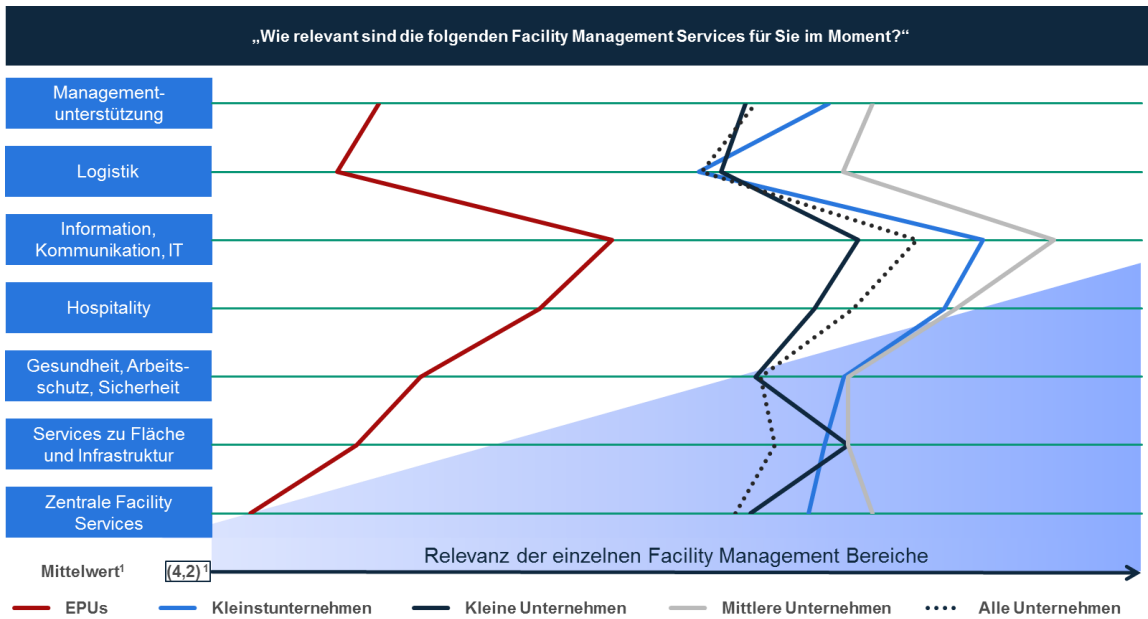 „Wie relevant sind die folgenden Facility Management Services für Sie im Moment?“
Management-
unterstützung
Logistik
Information,
Kommunikation, IT
Hospitality
Gesundheit, Arbeits-
schutz, Sicherheit
Services zu Fläche
und Infrastruktur
Zentrale Facility
Services
Relevanz der einzelnen Facility Management Bereiche
Mittelwert¹ (4,2) ¹
EPUs Kleinstunternehmen Kleine Unternehmen Mittlere Unternehmen Alle Unternehmen